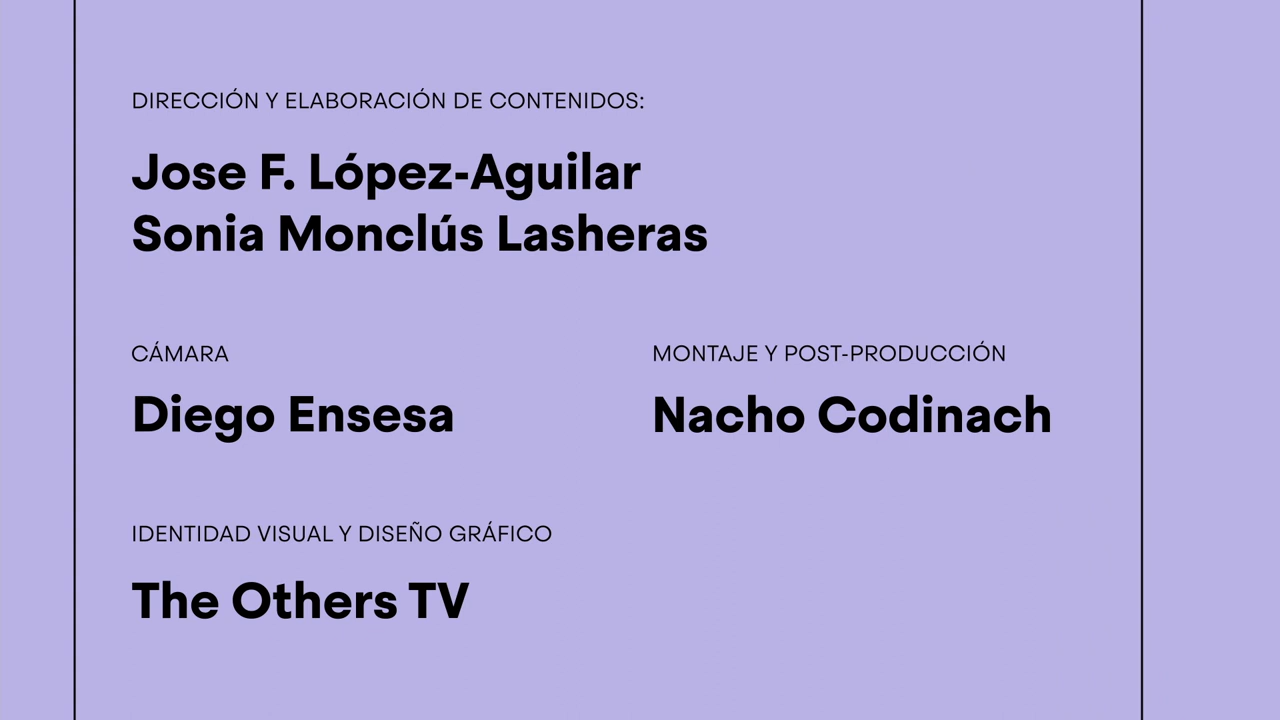 DIRECCIÓN Y ELABORACIÓN DE CONTENIDOS:
Jose F. López-Aguilar
Sonia Monclús Lasheras
CÁMARA
Diego Ensesa
MONTAJE Y POST-PRODUCCIÓN
Nacho Codinach
IDENTIDAD VISUAL Y DISEÑO GRÁFICO
The Others TV